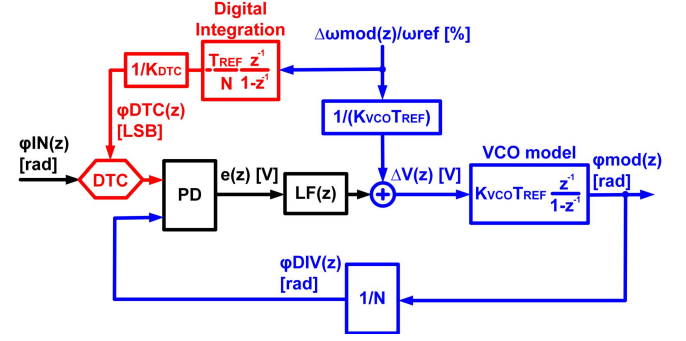 Digital
Integration
Δωmod(z)/ωref [%]
1/KDTC
-TREF/N z⁻¹/1-z⁻¹
φDTC(z)
[LSB]
1/(KVCOTREF)
φIN(z)
[rad]
DTC
PD
e(z) [V]
LF(z)
+
ΔV(z) [V]
VCO model
KVCOTREF z⁻¹/1-z⁻¹
φmod(z)
[rad]
φDIV(z)
[rad]
1/N